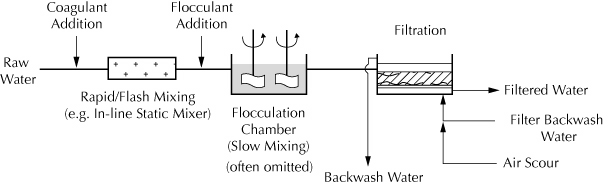 Coagulant
Addition
Flocculant
Addition
Filtration
Raw
Water
Rapid/Flash Mixing
(e.g. In-line Static Mixer)
Flocculation
Chamber
(Slow Mixing)
(often omitted)
Filtered Water
Filter Backwash
Water
Air Scour
Backwash Water